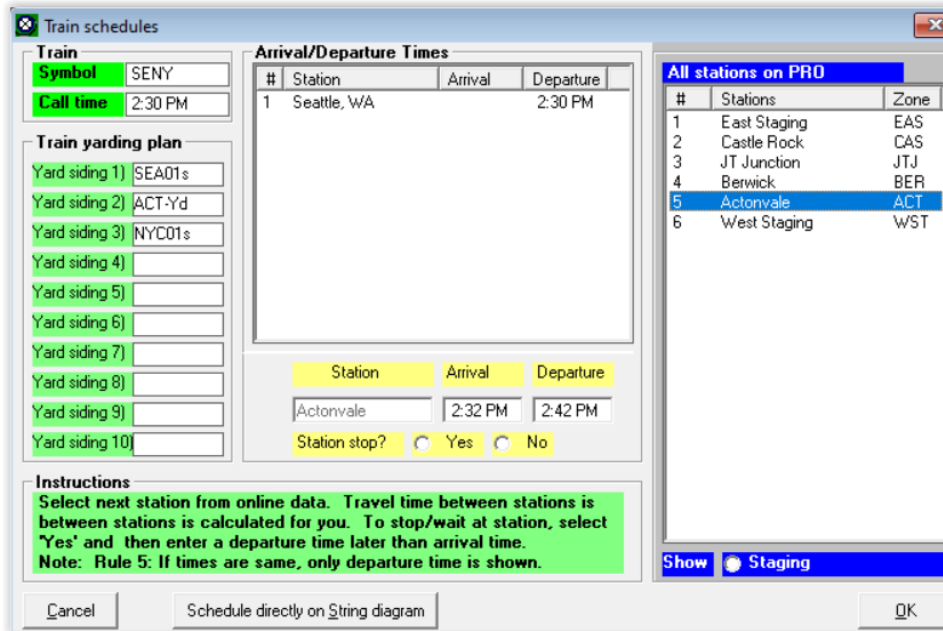 Train schedules
Train
Symbol SENY
Call time 2:30 PM
Train yarding plan
Yard siding 1) SEA01s
Yard siding 2) ACT-Yd
Yard siding 3) NYC01s
Yard siding 4)
Yard siding 5)
Yard siding 6)
Yard siding 7)
Yard siding 8)
Yard siding 9)
Yard siding 10)
Arrival/Departure Times
# Station Arrival Departure
1 Seattle, WA 2:30 PM
Station Arrival Departure
Actonvale 2:32 PM 2:42 PM
Station stop? Yes No
All stations on PRO
# Stations Zone
1 East Staging EAS
2 Castle Rock CAS
3 JT Junction JTJ
4 Berwick BER
5 Actonvale ACT
6 West Staging WST
Show Staging
Instructions
Select next station from online data. Travel time between stations is
between stations is calculated for you. To stop/wait at station, select
'Yes' and then enter a departure time later than arrival time.
Note: Rule 5: If times are same, only departure time is shown.
Cancel Schedule directly on String diagram OK